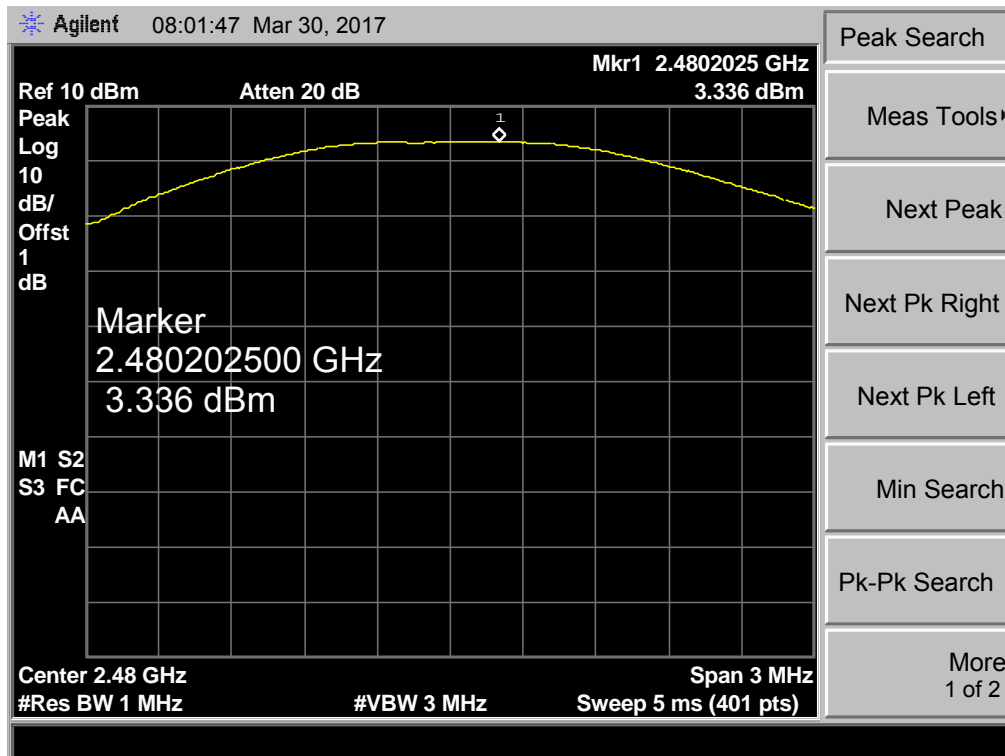 Agilent 08:01:47 Mar 30, 2017
Peak Search
Mkr1 2.4802025 GHz
Ref 10 dBm Atten 20 dB 3.336 dBm
Peak
Log
10
dB/
Offst
1
dB
1
Marker
2.480202500 GHz
3.336 dBm
M1 S2
S3 FC
AA
Center 2.48 GHz Span 3 MHz
#Res BW 1 MHz #VBW 3 MHz Sweep 5 ms (401 pts)
Meas Tools
Next Peak
Next Pk Right
Next Pk Left
Min Search
Pk-Pk Search
More
1 of 2